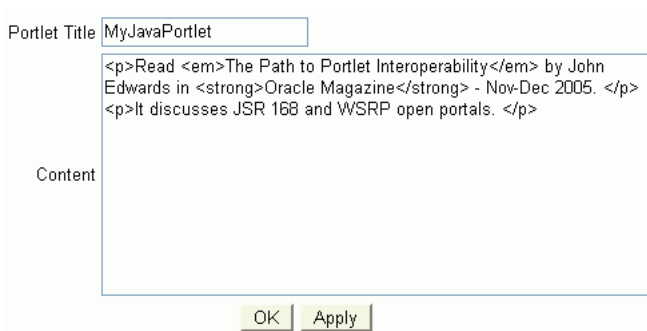 Portlet Title MyJavaPortlet
<p>Read <em>The Path to Portlet Interoperability</em> by John
Edwards in <strong>Oracle Magazine</strong> - Nov-Dec 2005. </p>
<p>It discusses JSR 168 and WSRP open portals. </p>
Content
OK Apply